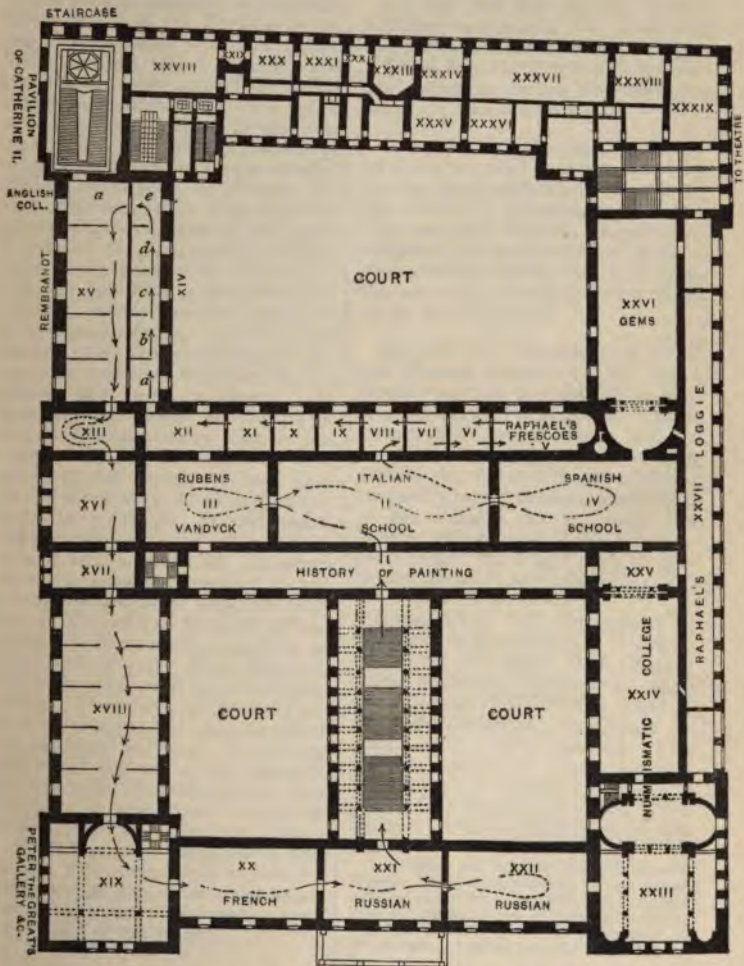 STAIRCASE
PAVILION
OF CATHERINE II.
XXVIII
XXIX
XXX
XXXI
XXXIII
XXXIV
XXXVII
XXXVIII
XXXIX
XXXV
XXXVI
TO THEATRE
ENGLISH
COLL.
a
e
d
c
b
a
REMBRANDT
XV
XIV
COURT
XXVI
GEMS
XIII
XII
XI
X
IX
VIII
VII
VI
RAPHAEL'S
FRESCOES
V
RAPHAEL'S XXVII LOGGIE
XVI
RUBENS
III
VANDYCK
ITALIAN
II
SCHOOL
SPANISH
IV
SCHOOL
XVII
I
HISTORY OF PAINTING
XXV
XVIII
COURT
COURT
NUMISMATIC COLLEGE
XXIV
PETER THE GREAT'S
GALLERY &C.
XIX
XX
FRENCH
XXI
RUSSIAN
XXII
RUSSIAN
XXIII